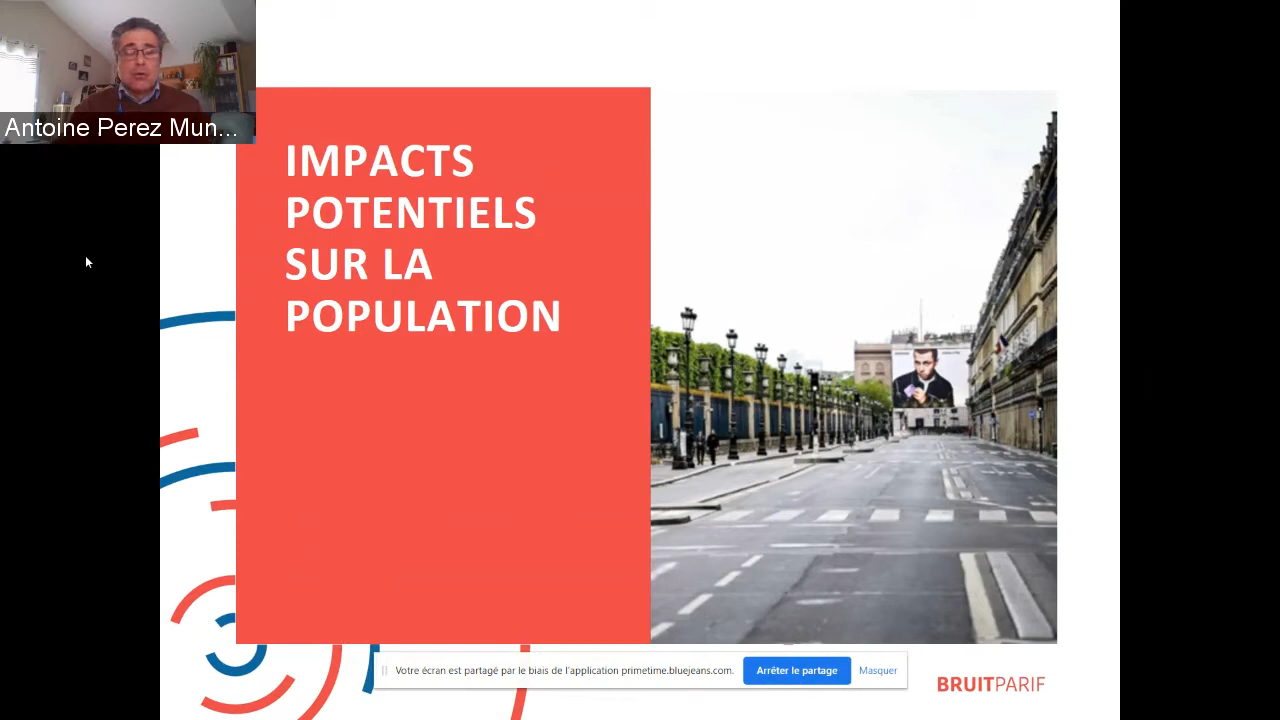 Antoine Perez Mun...
IMPACTS
POTENTIELS
SUR LA
POPULATION
Votre écran est partagé par le biais de l'application primetime.bluejeans.com.
Arrêter le partage
Masquer
BRUITPARIF